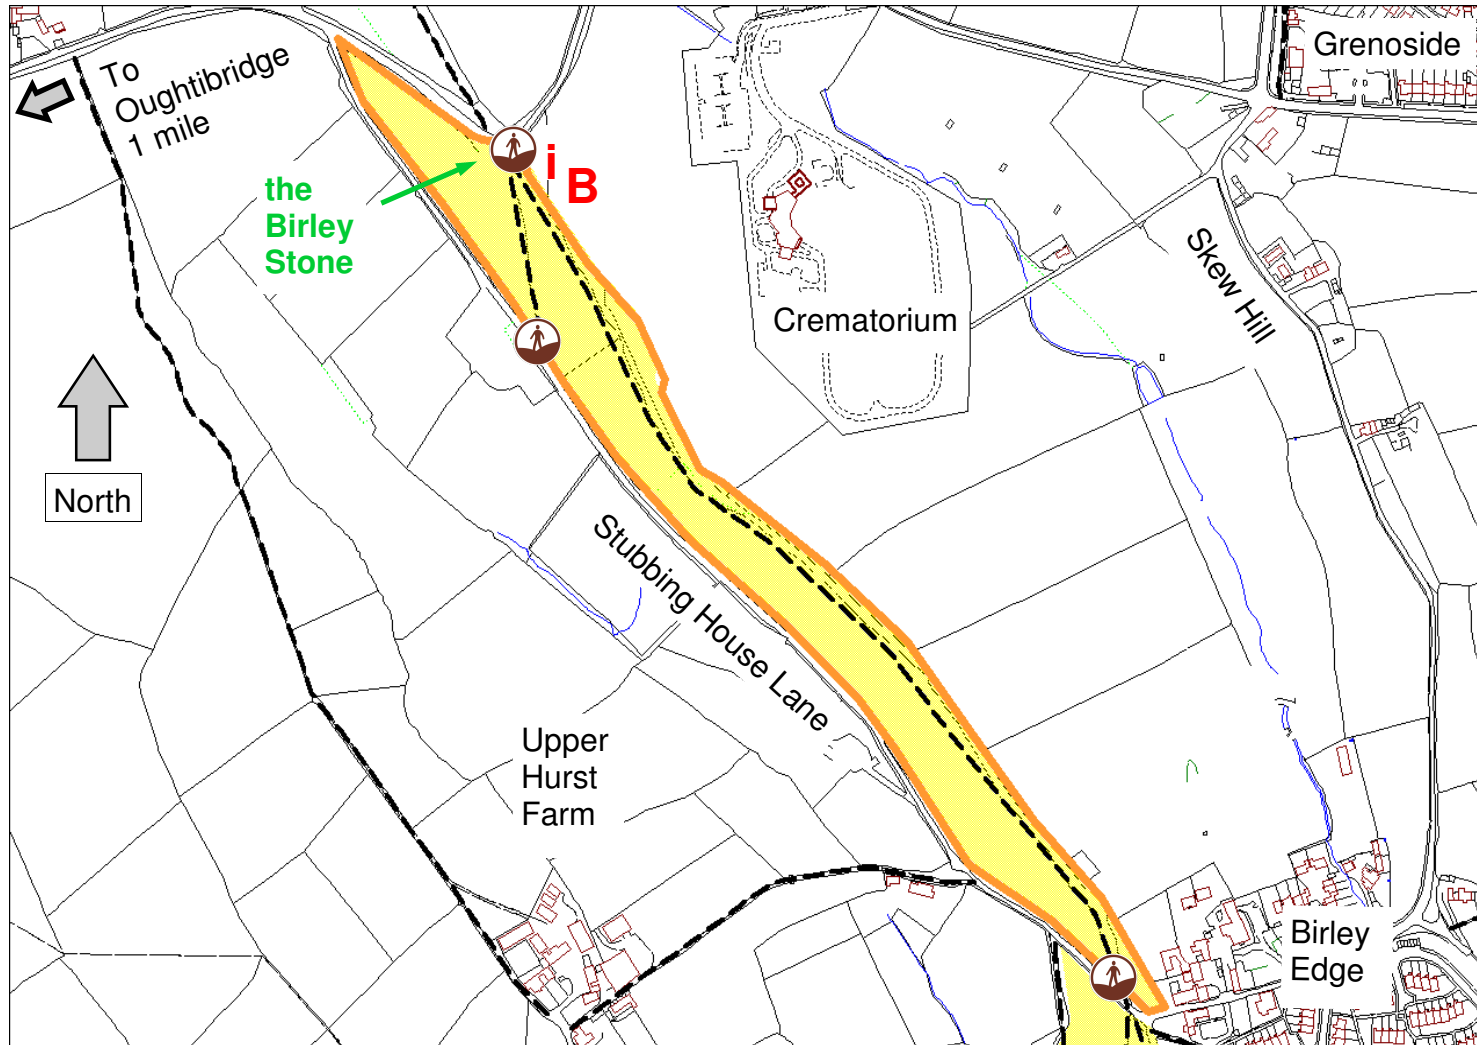 Grenoside
To
Oughtibridge
1 mile
i
B
the
Birley
Stone
Skew Hill
Crematorium
North
Stubbing House Lane
Upper
Hurst
Farm
Birley
Edge